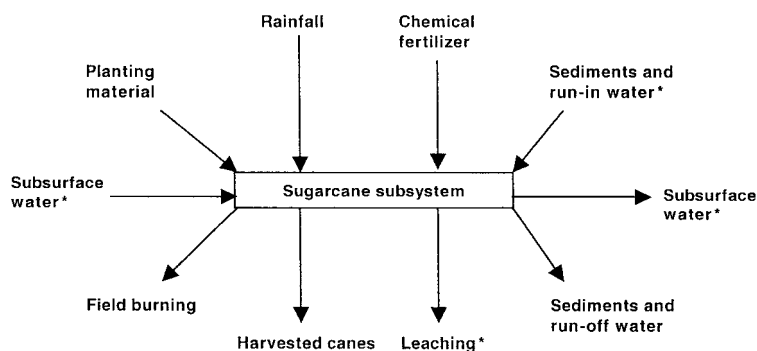 Rainfall
Chemical
fertilizer
Planting
material
Sediments and
run-in water*
Subsurface
water*
Sugarcane subsystem
Subsurface
water*
Field burning
Sediments and
run-off water
Harvested canes
Leaching*